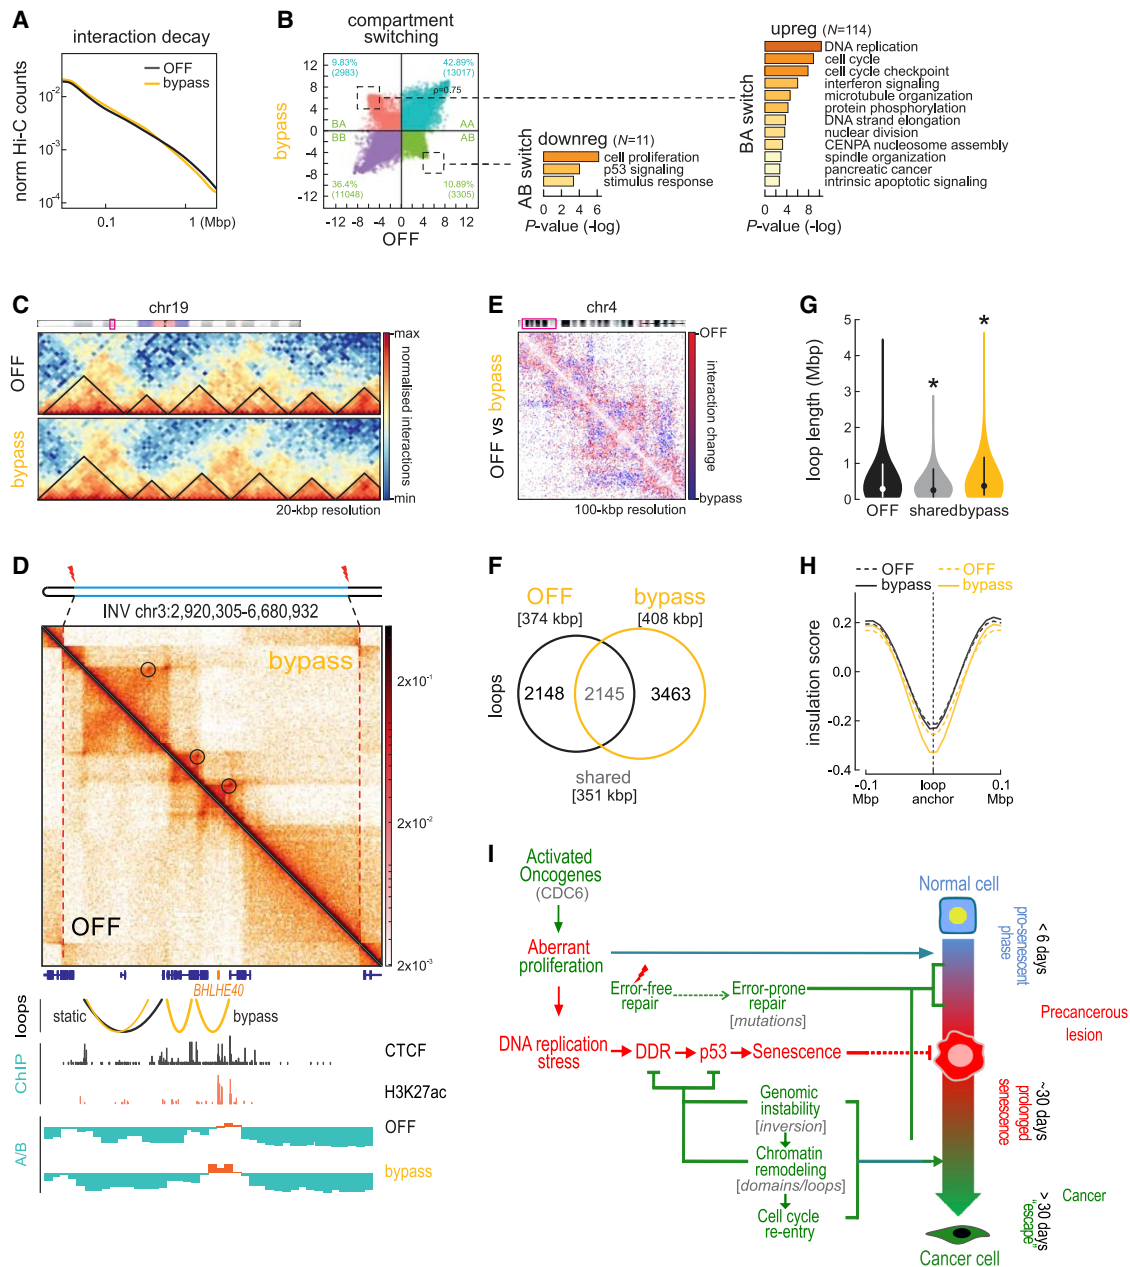 A
interaction decay
norm Hi-C counts
OFF
bypass
10-2
10-4
0.1
1 (Mbp)
B
compartment
switching
bypass
9.83%
(2983)
42.89%
(13017)
ρ=0.75
BA
AA
BB
AB
36.4%
(11048)
10.89%
(3305)
12
8
4
0
-4
-8
-12
-12 -8 -4 0 4 8 12
OFF
downreg (N=11)
AB switch
cell proliferation
p53 signaling
stimulus response
0 2 4 6
P-value (-log)
upreg (N=114)
BA switch
DNA replication
cell cycle
cell cycle checkpoint
interferon signaling
microtubule organization
protein phosphorylation
DNA strand elongation
nuclear division
CENPA nucleosome assembly
spindle organization
pancreatic cancer
intrinsic apoptotic signaling
0 4 8
P-value (-log)
C
chr19
OFF
bypass
max
normalised interactions
min
20-kbp resolution
E
chr4
OFF vs bypass
OFF
interaction change
bypass
100-kbp resolution
G
loop length (Mbp)
5
4
3
2
1
0
*
*
OFF shared bypass
D
INV chr3:2,920,305-6,680,932
bypass
OFF
2x10-1
2x10-2
2x10-3
BHLHE40
loops
static
bypass
ChIP
CTCF
H3K27ac
A/B
OFF
bypass
F
OFF
[374 kbp]
bypass
[408 kbp]
loops
2148
2145
3463
shared
[351 kbp]
H
OFF
bypass
OFF
bypass
insulation score
0.2
0.0
-0.2
-0.4
-0.1
Mbp
loop
anchor
0.1
Mbp
I
Activated
Oncogenes
(CDC6)
Aberrant
proliferation
Error-free
repair
Error-prone
repair
[mutations]
DNA replication
stress
DDR
p53
Senescence
Genomic
instability
[inversion]
Chromatin
remodeling
[domains/loops]
Cell cycle
re-entry
Normal cell
pro-senescent
phase
< 6 days
Precancerous
lesion
prolonged
senescence
~30 days
> 30 days
"escape"
Cancer
Cancer cell